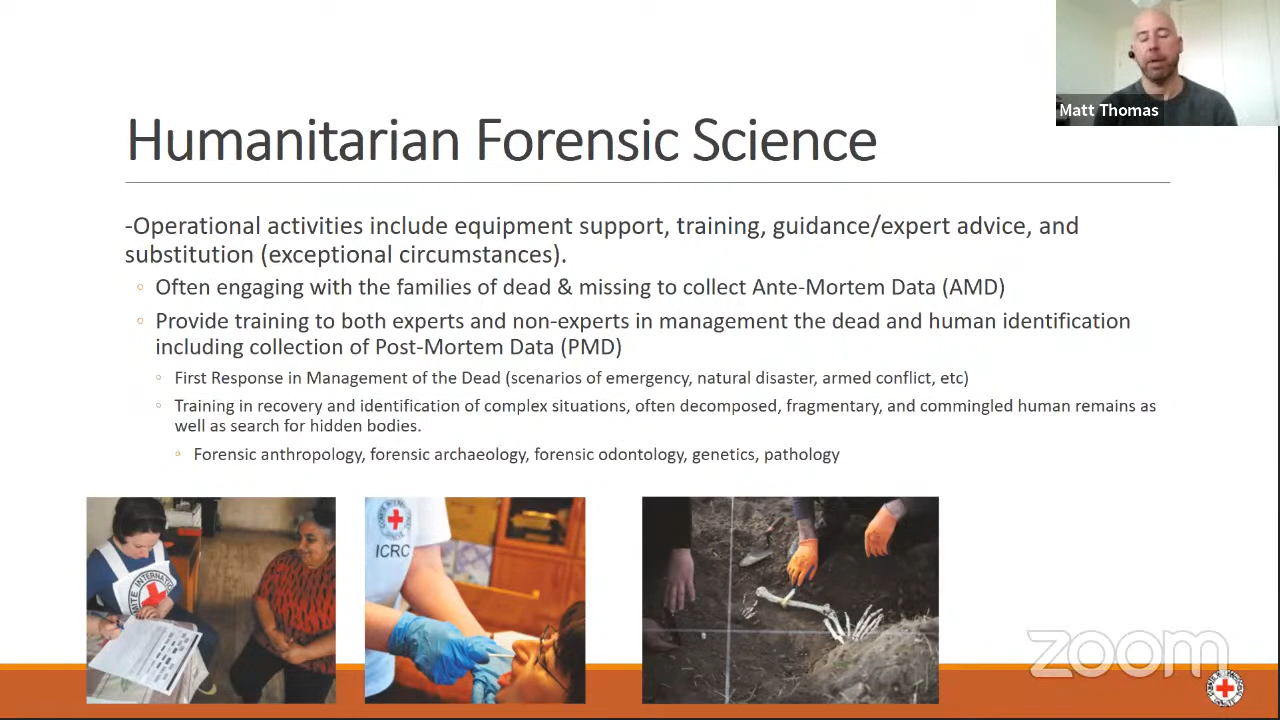 Matt Thomas
Humanitarian Forensic Science
-Operational activities include equipment support, training, guidance/expert advice, and
substitution (exceptional circumstances).
◦ Often engaging with the families of dead & missing to collect Ante-Mortem Data (AMD)
◦ Provide training to both experts and non-experts in management the dead and human identification
including collection of Post-Mortem Data (PMD)
◦ First Response in Management of the Dead (scenarios of emergency, natural disaster, armed conflict, etc)
◦ Training in recovery and identification of complex situations, often decomposed, fragmentary, and commingled human remains as
well as search for hidden bodies.
◦ Forensic anthropology, forensic archaeology, forensic odontology, genetics, pathology
ICRC
zoom